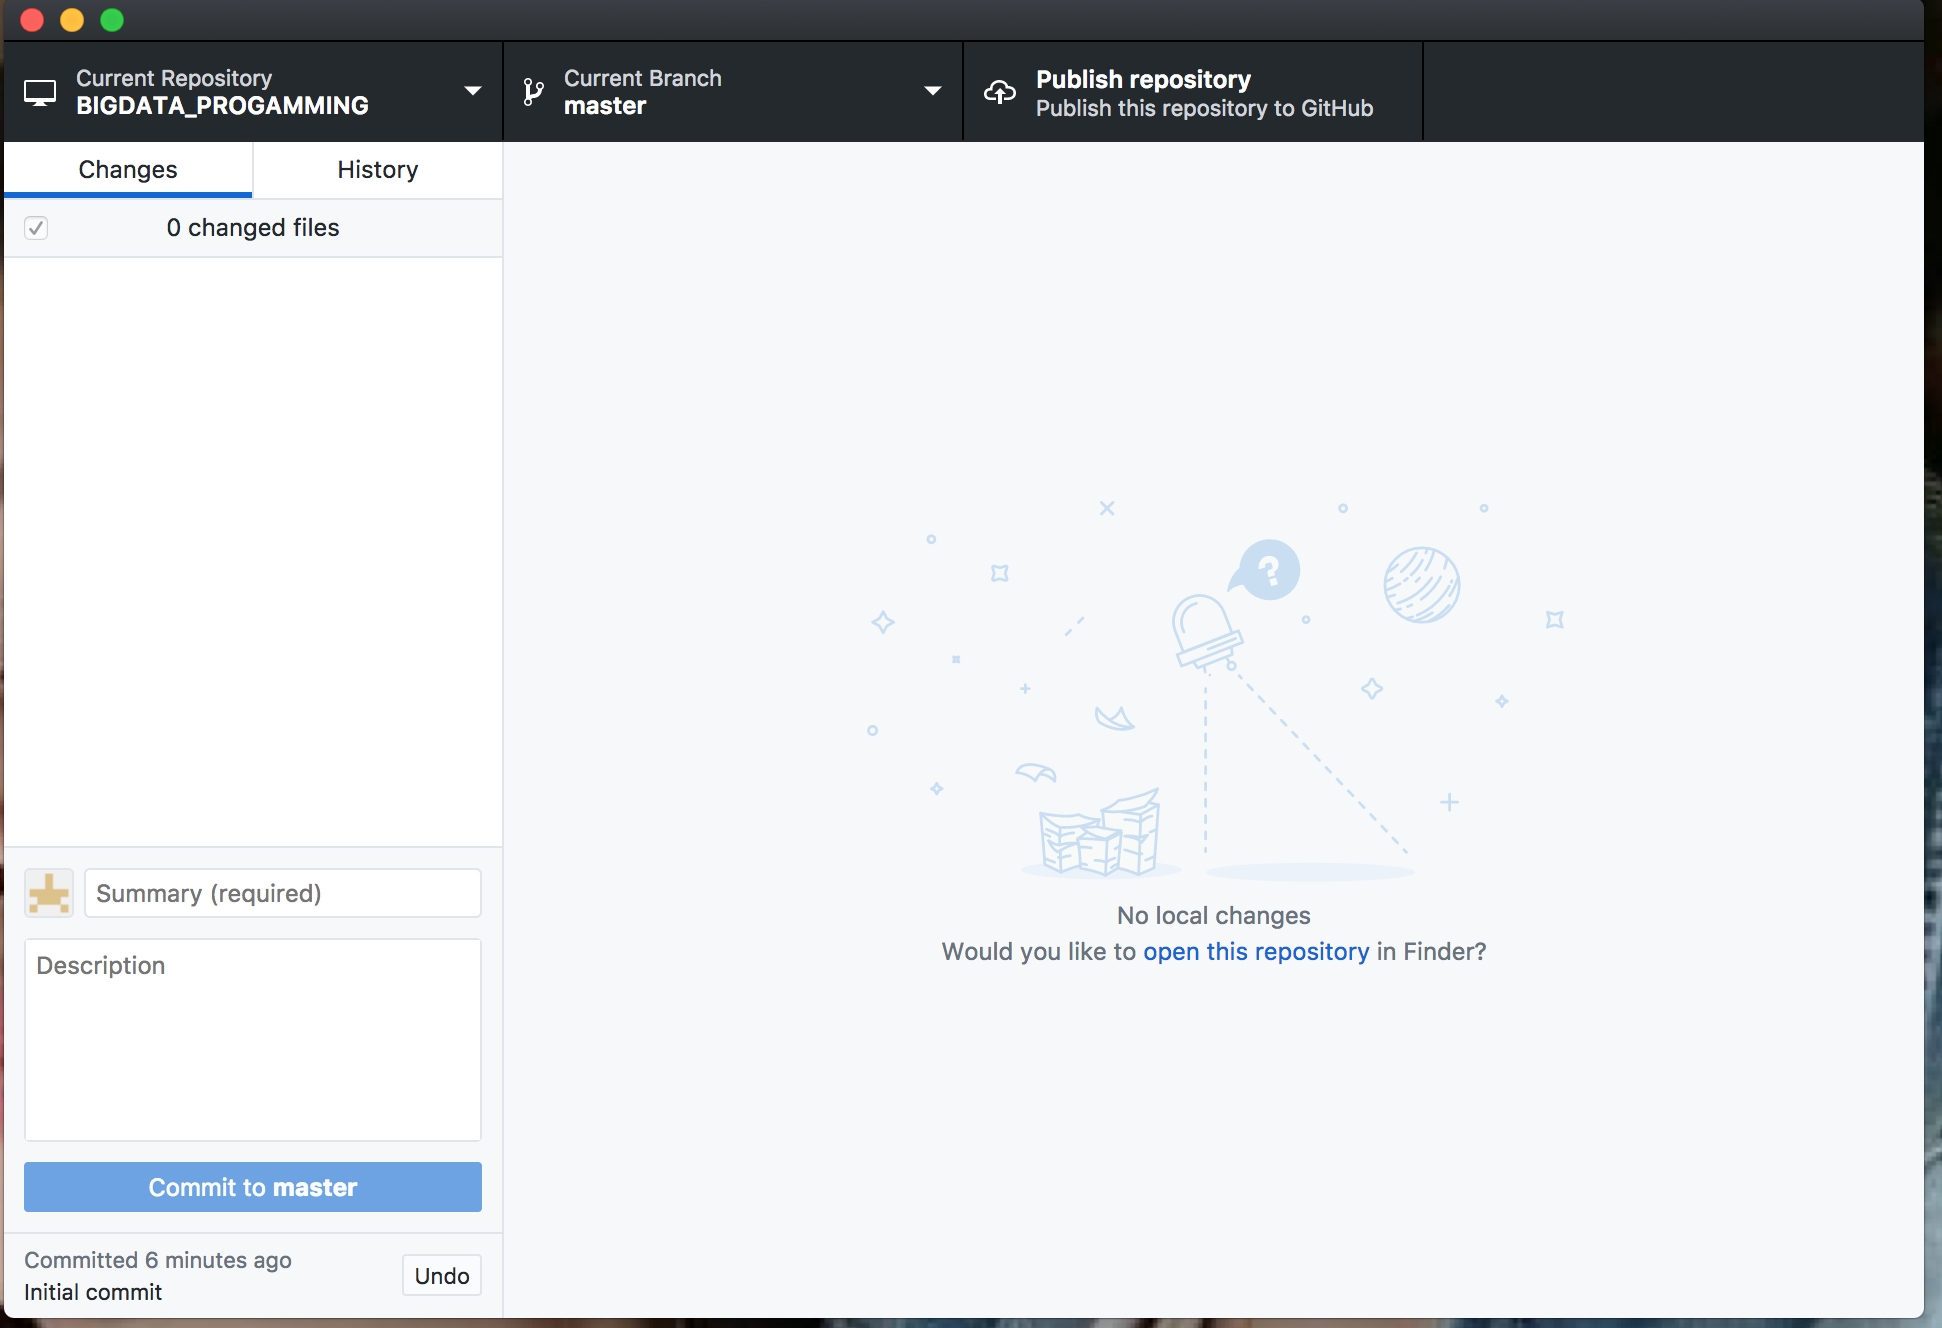 Current Repository
BIGDATA_PROGAMMING
Current Branch
master
Publish repository
Publish this repository to GitHub
Changes
History
0 changed files
?
No local changes
Would you like to open this repository in Finder?
Summary (required)
Description
Commit to master
Committed 6 minutes ago
Initial commit
Undo